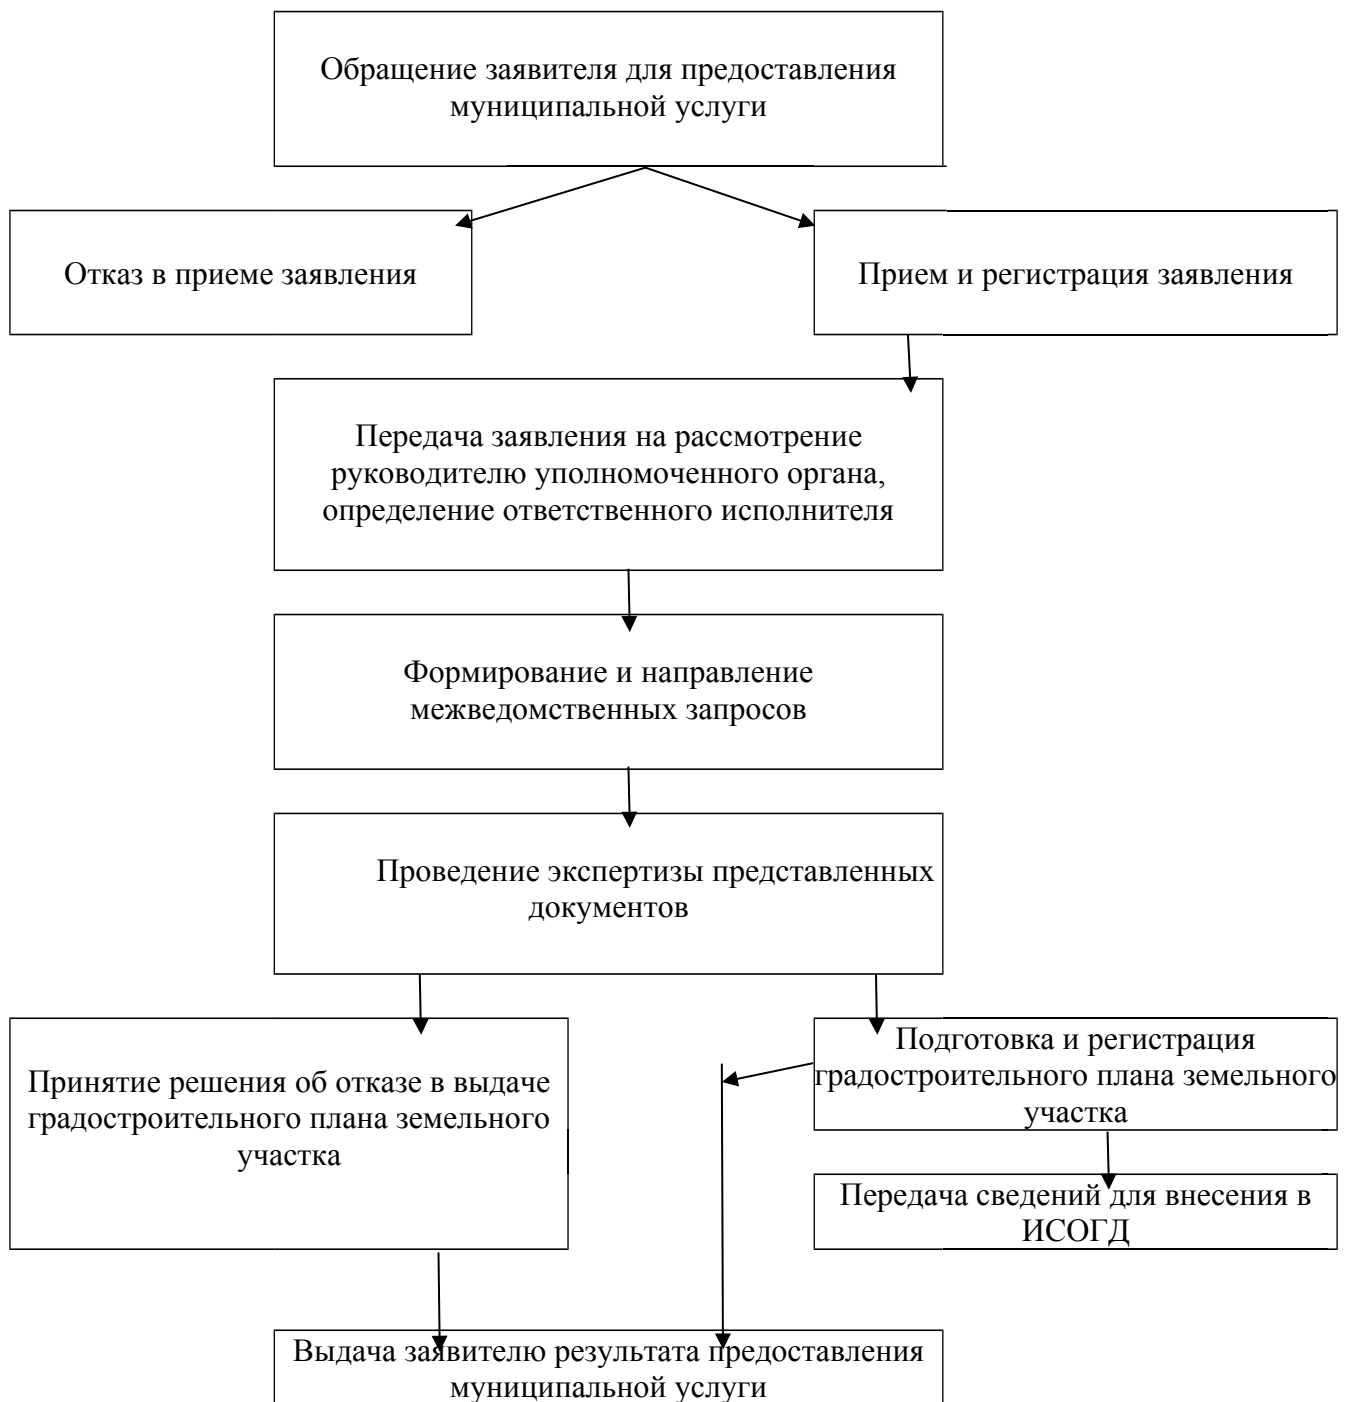 Обращение заявителя для предоставления
муниципальной услуги
Отказ в приеме заявления
Прием и регистрация заявления
Передача заявления на рассмотрение
руководителю уполномоченного органа,
определение ответственного исполнителя
Формирование и направление
межведомственных запросов
Проведение экспертизы представленных
документов
Принятие решения об отказе в выдаче
градостроительного плана земельного
участка
Подготовка и регистрация
градостроительного плана земельного
участка
Передача сведений для внесения в
ИСОГД
Выдача заявителю результата предоставления
муниципальной услуги